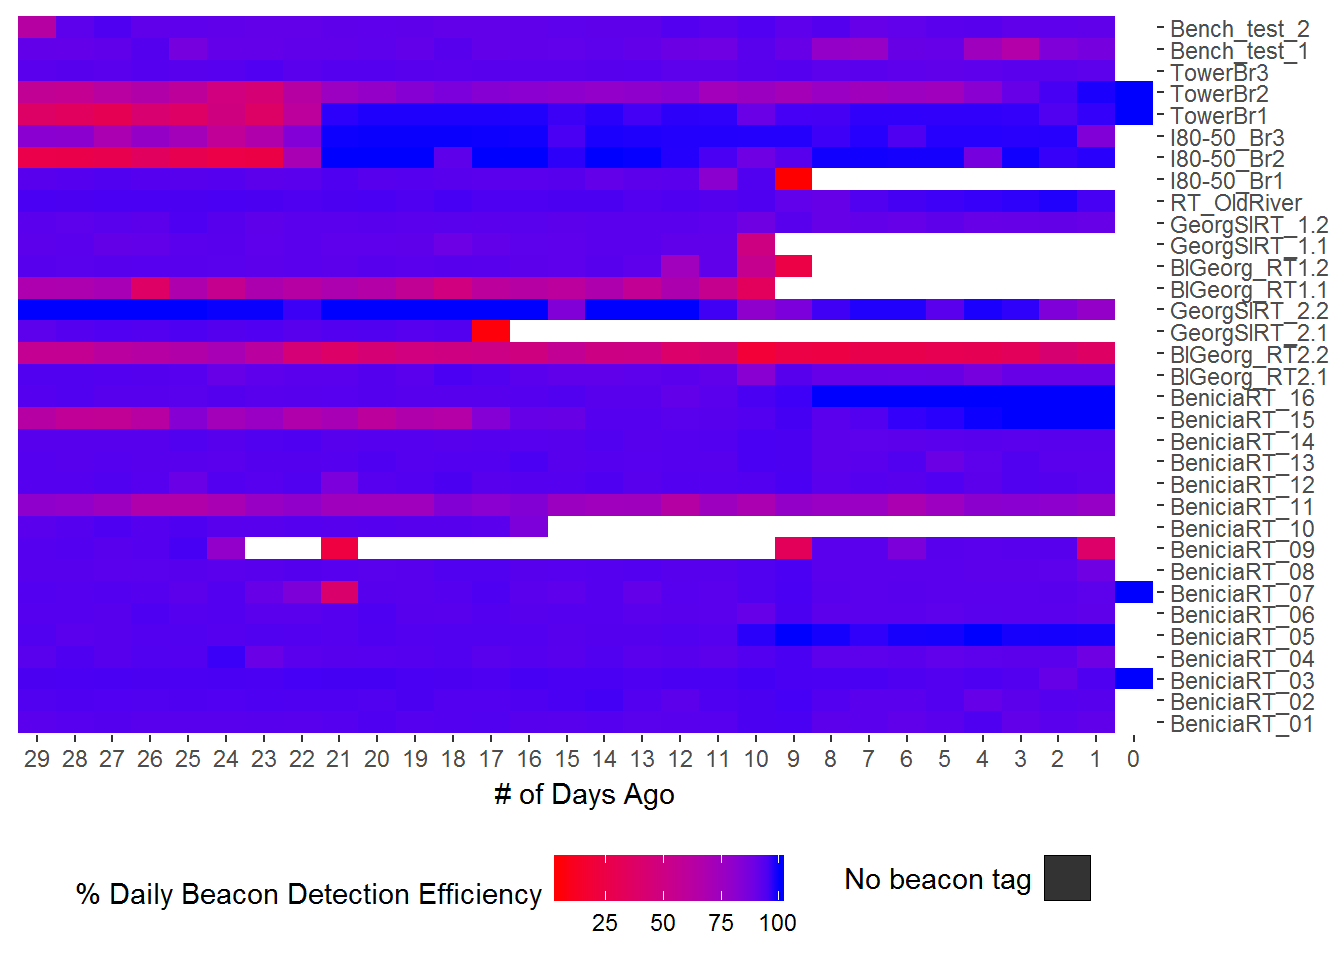 Bench_test_2
Bench_test_1
TowerBr3
TowerBr2
TowerBr1
I80-50_Br3
I80-50_Br2
I80-50_Br1
RT_OldRiver
GeorgSlRT_1.2
GeorgSlRT_1.1
BlGeorg_RT1.2
BlGeorg_RT1.1
GeorgSlRT_2.2
GeorgSlRT_2.1
BlGeorg_RT2.2
BlGeorg_RT2.1
BeniciaRT_16
BeniciaRT_15
BeniciaRT_14
BeniciaRT_13
BeniciaRT_12
BeniciaRT_11
BeniciaRT_10
BeniciaRT_09
BeniciaRT_08
BeniciaRT_07
BeniciaRT_06
BeniciaRT_05
BeniciaRT_04
BeniciaRT_03
BeniciaRT_02
BeniciaRT_01
29 28 27 26 25 24 23 22 21 20 19 18 17 16 15 14 13 12 11 10 9 8 7 6 5 4 3 2 1 0
# of Days Ago
% Daily Beacon Detection Efficiency
25 50 75 100
No beacon tag